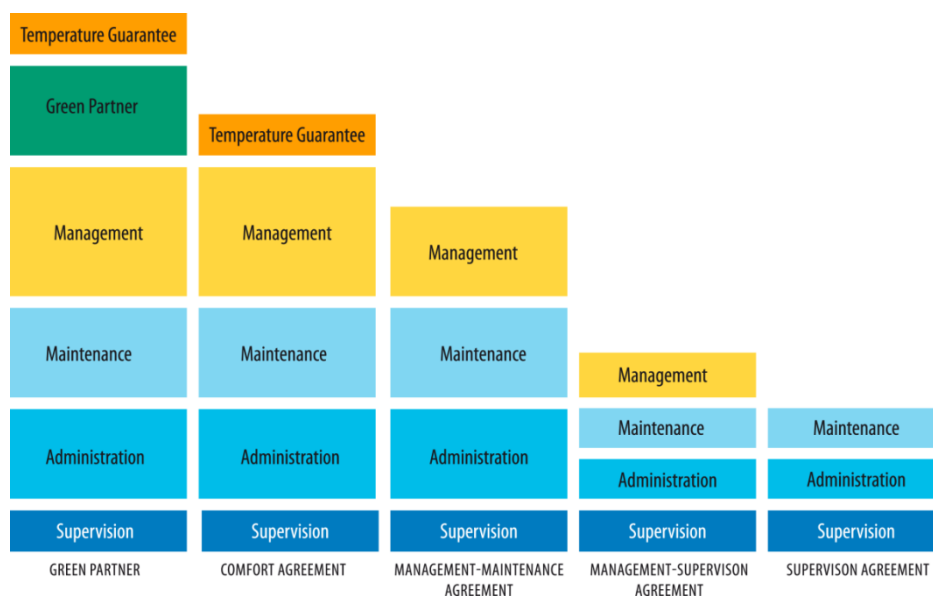 Temperature Guarantee
Green Partner
Temperature Guarantee
Management
Management
Management
Maintenance
Maintenance
Maintenance
Management
Maintenance
Maintenance
Administration
Administration
Administration
Administration
Administration
Supervision
Supervision
Supervision
Supervision
Supervision
GREEN PARTNER
COMFORT AGREEMENT
MANAGEMENT-MAINTENANCE
AGREEMENT
MANAGEMENT-SUPERVISON
AGREEMENT
SUPERVISON AGREEMENT